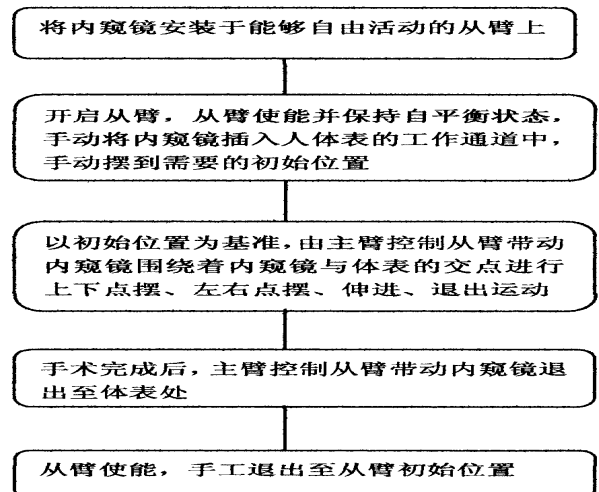 将内窥镜安装于能够自由活动的从臂上
开启从臂，从臂使能并保持自平衡状态，
手动将内窥镜插入人体表的工作通道中，
手动摆到需要的初始位置
以初始位置为基准，由主臂控制从臂带动
内窥镜围绕着内窥镜与体表的交点进行
上下点摆、左右点摆、伸进、退出运动
手术完成后，主臂控制从臂带动内窥镜退
出至体表处
从臂使能，手工退出至从臂初始位置